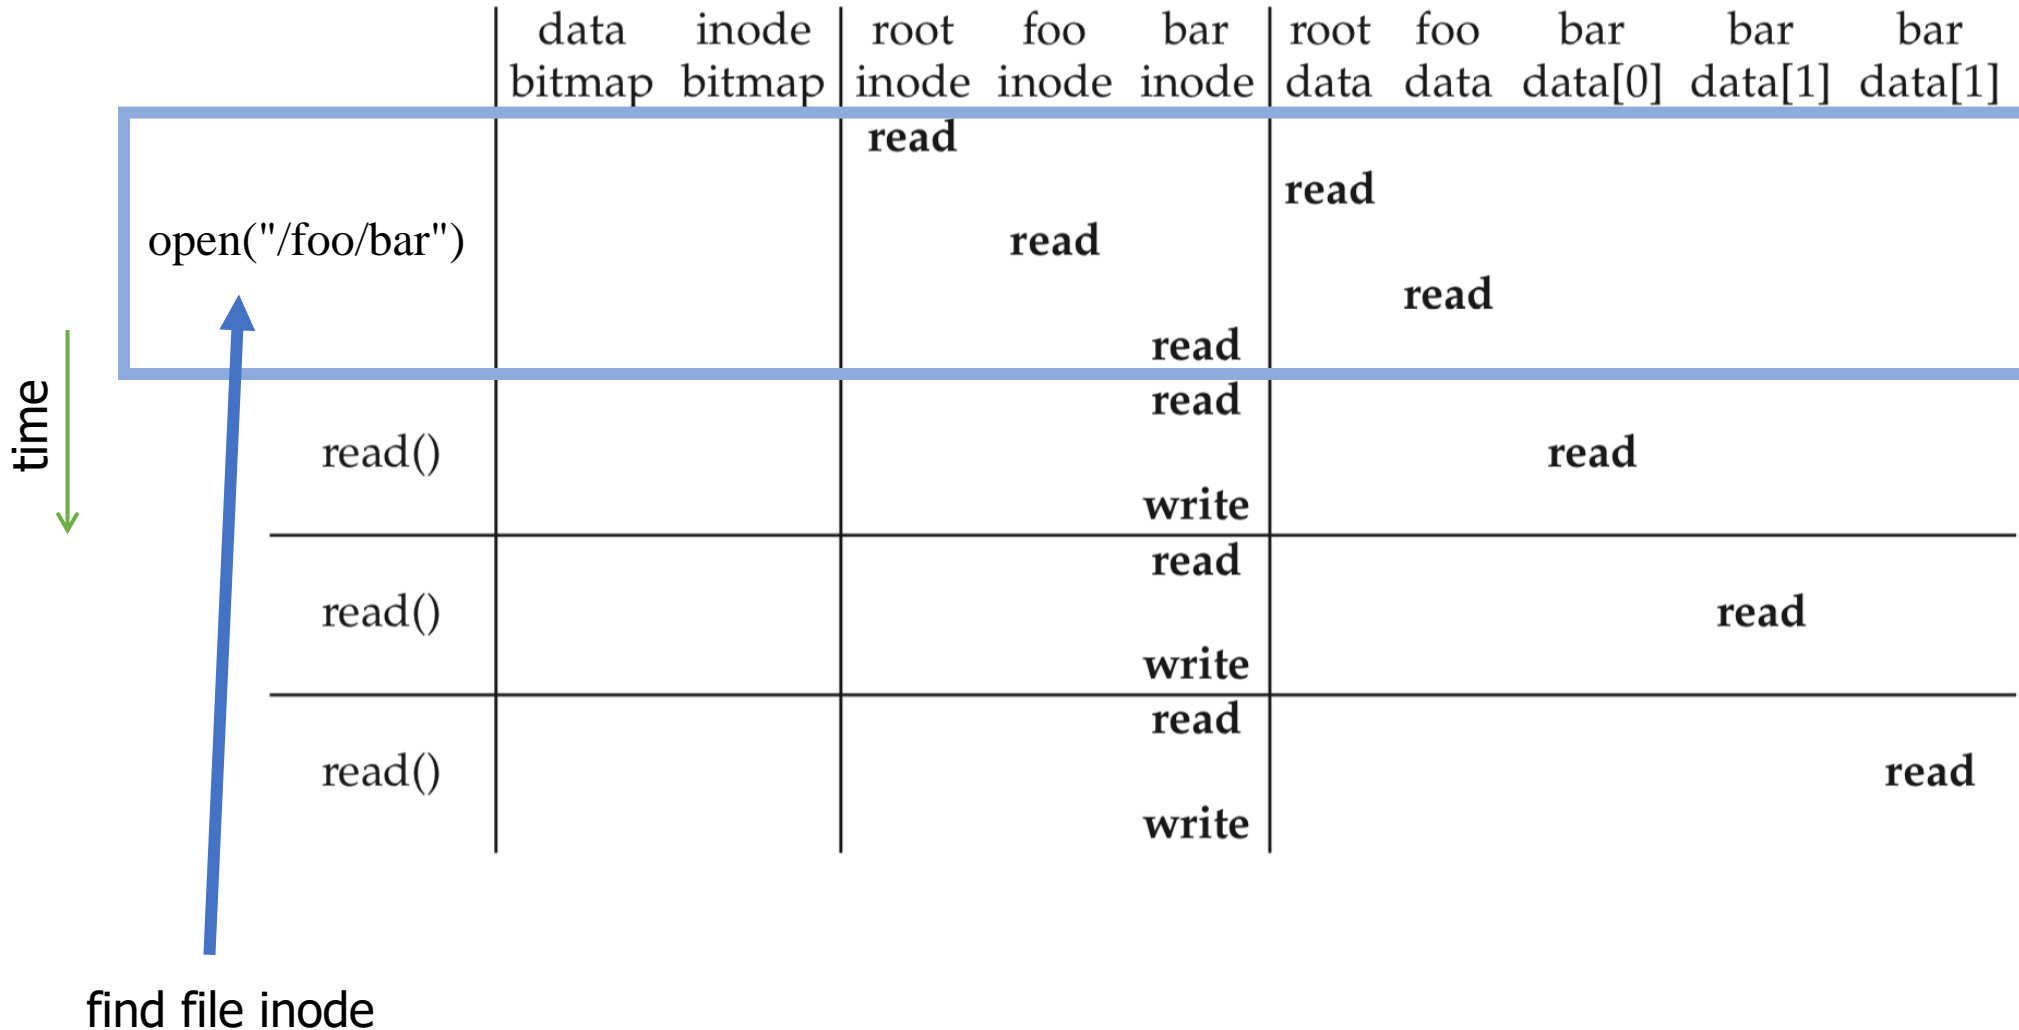 data inode root foo bar root foo bar bar bar
bitmap bitmap inode inode inode data data data[0] data[1] data[1]
read
read
open("/foo/bar") read
read
read
time
read
read() read
write
read
read() read
write
read
read() read
write
find file inode